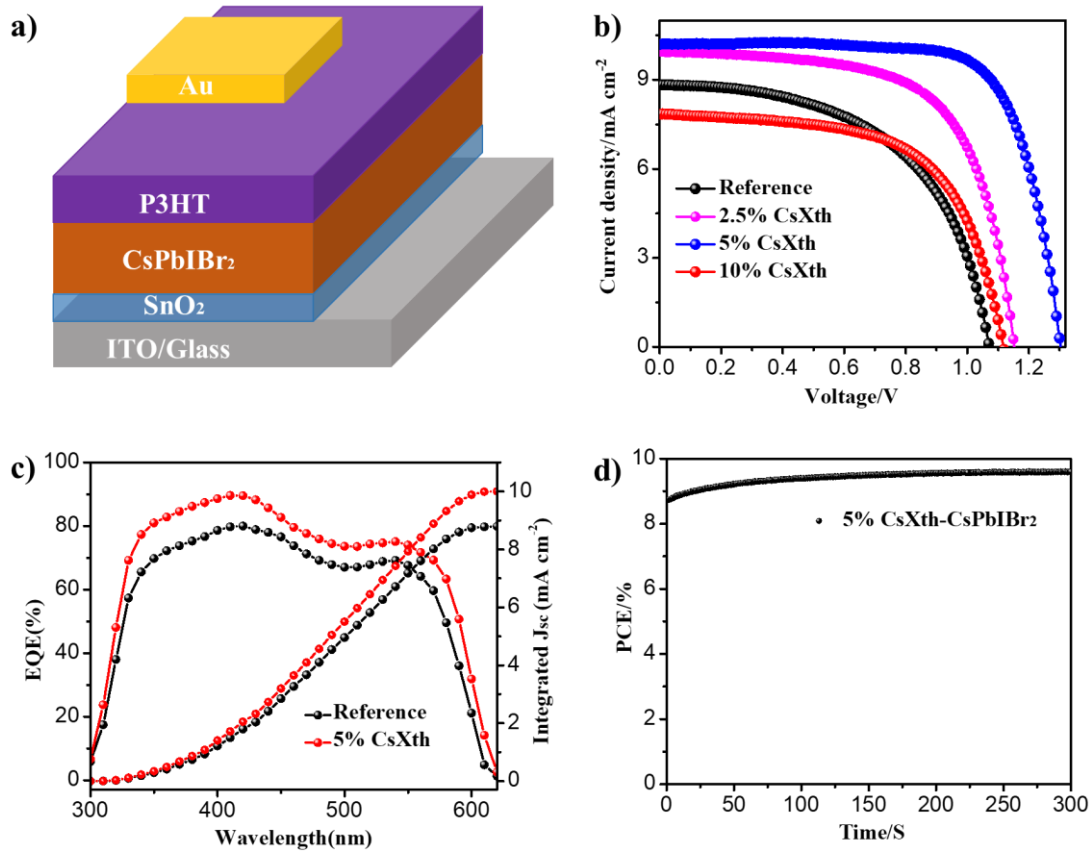 a)
Au
P3HT
CsPbIBr₂
SnO₂
ITO/Glass
b)
Current density/mA cm⁻²
9
6
3
0
Reference
2.5% CsXth
5% CsXth
10% CsXth
0.0 0.2 0.4 0.6 0.8 1.0 1.2
Voltage/V
c)
EQE(%)
100
80
60
40
20
0
Reference
5% CsXth
10
8
6
4
2
0
Integrated Jsc (mA cm⁻²)
300 400 500 600
Wavelength(nm)
d)
PCE/%
10
8
6
4
2
0
5% CsXth-CsPbIBr₂
0 50 100 150 200 250 300
Time/S